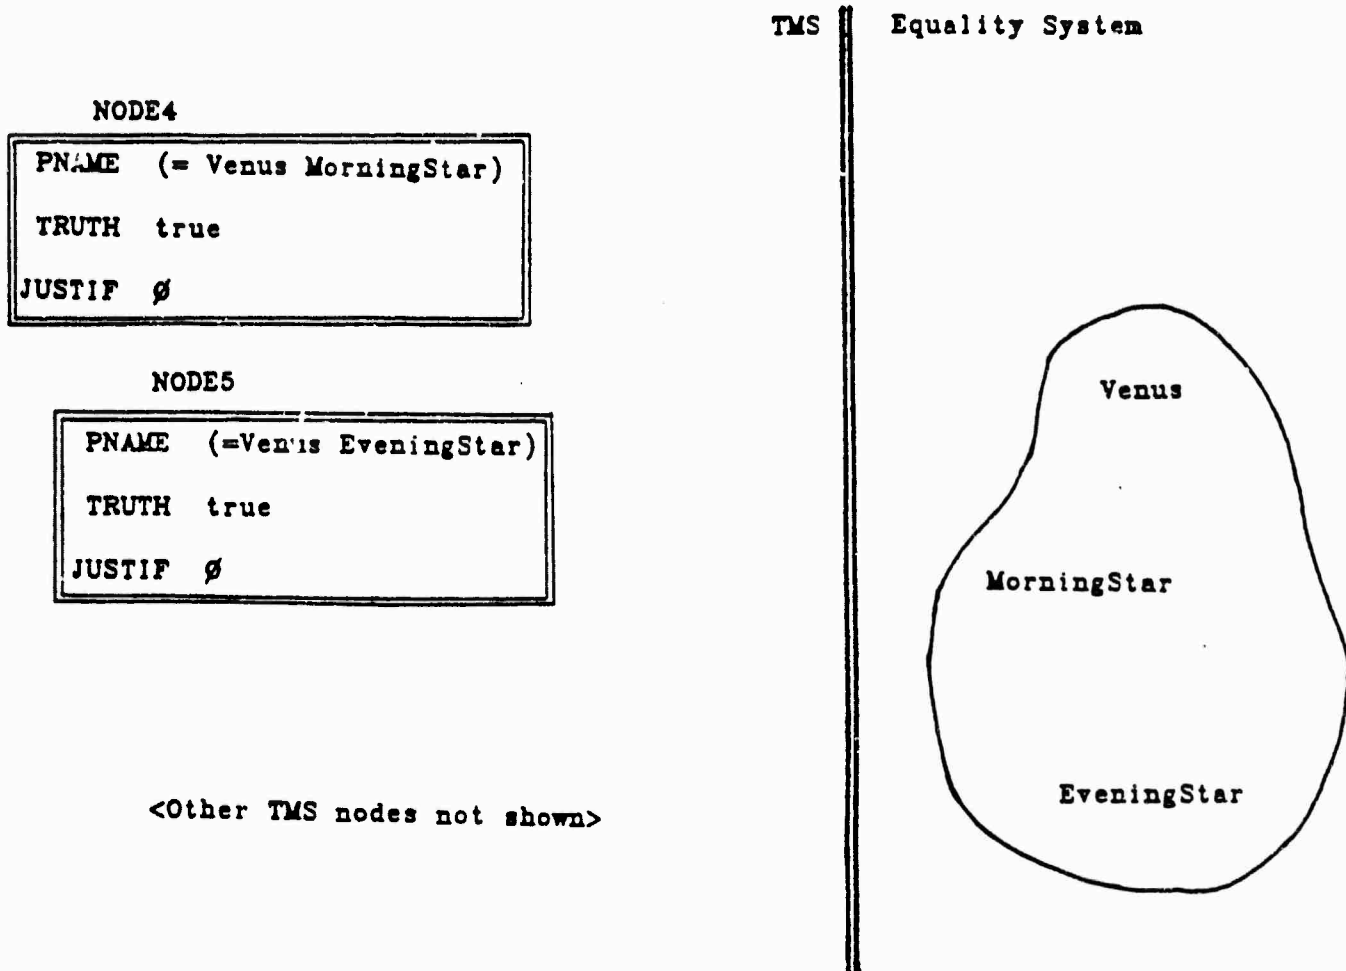 TMS Equality System
NODE4
PNAME (= Venus MorningStar)
TRUTH true
JUSTIF Ø
NODE5
PNAME (=Venus EveningStar)
TRUTH true
JUSTIF Ø
<Other TMS nodes not shown>
Venus
MorningStar
EveningStar